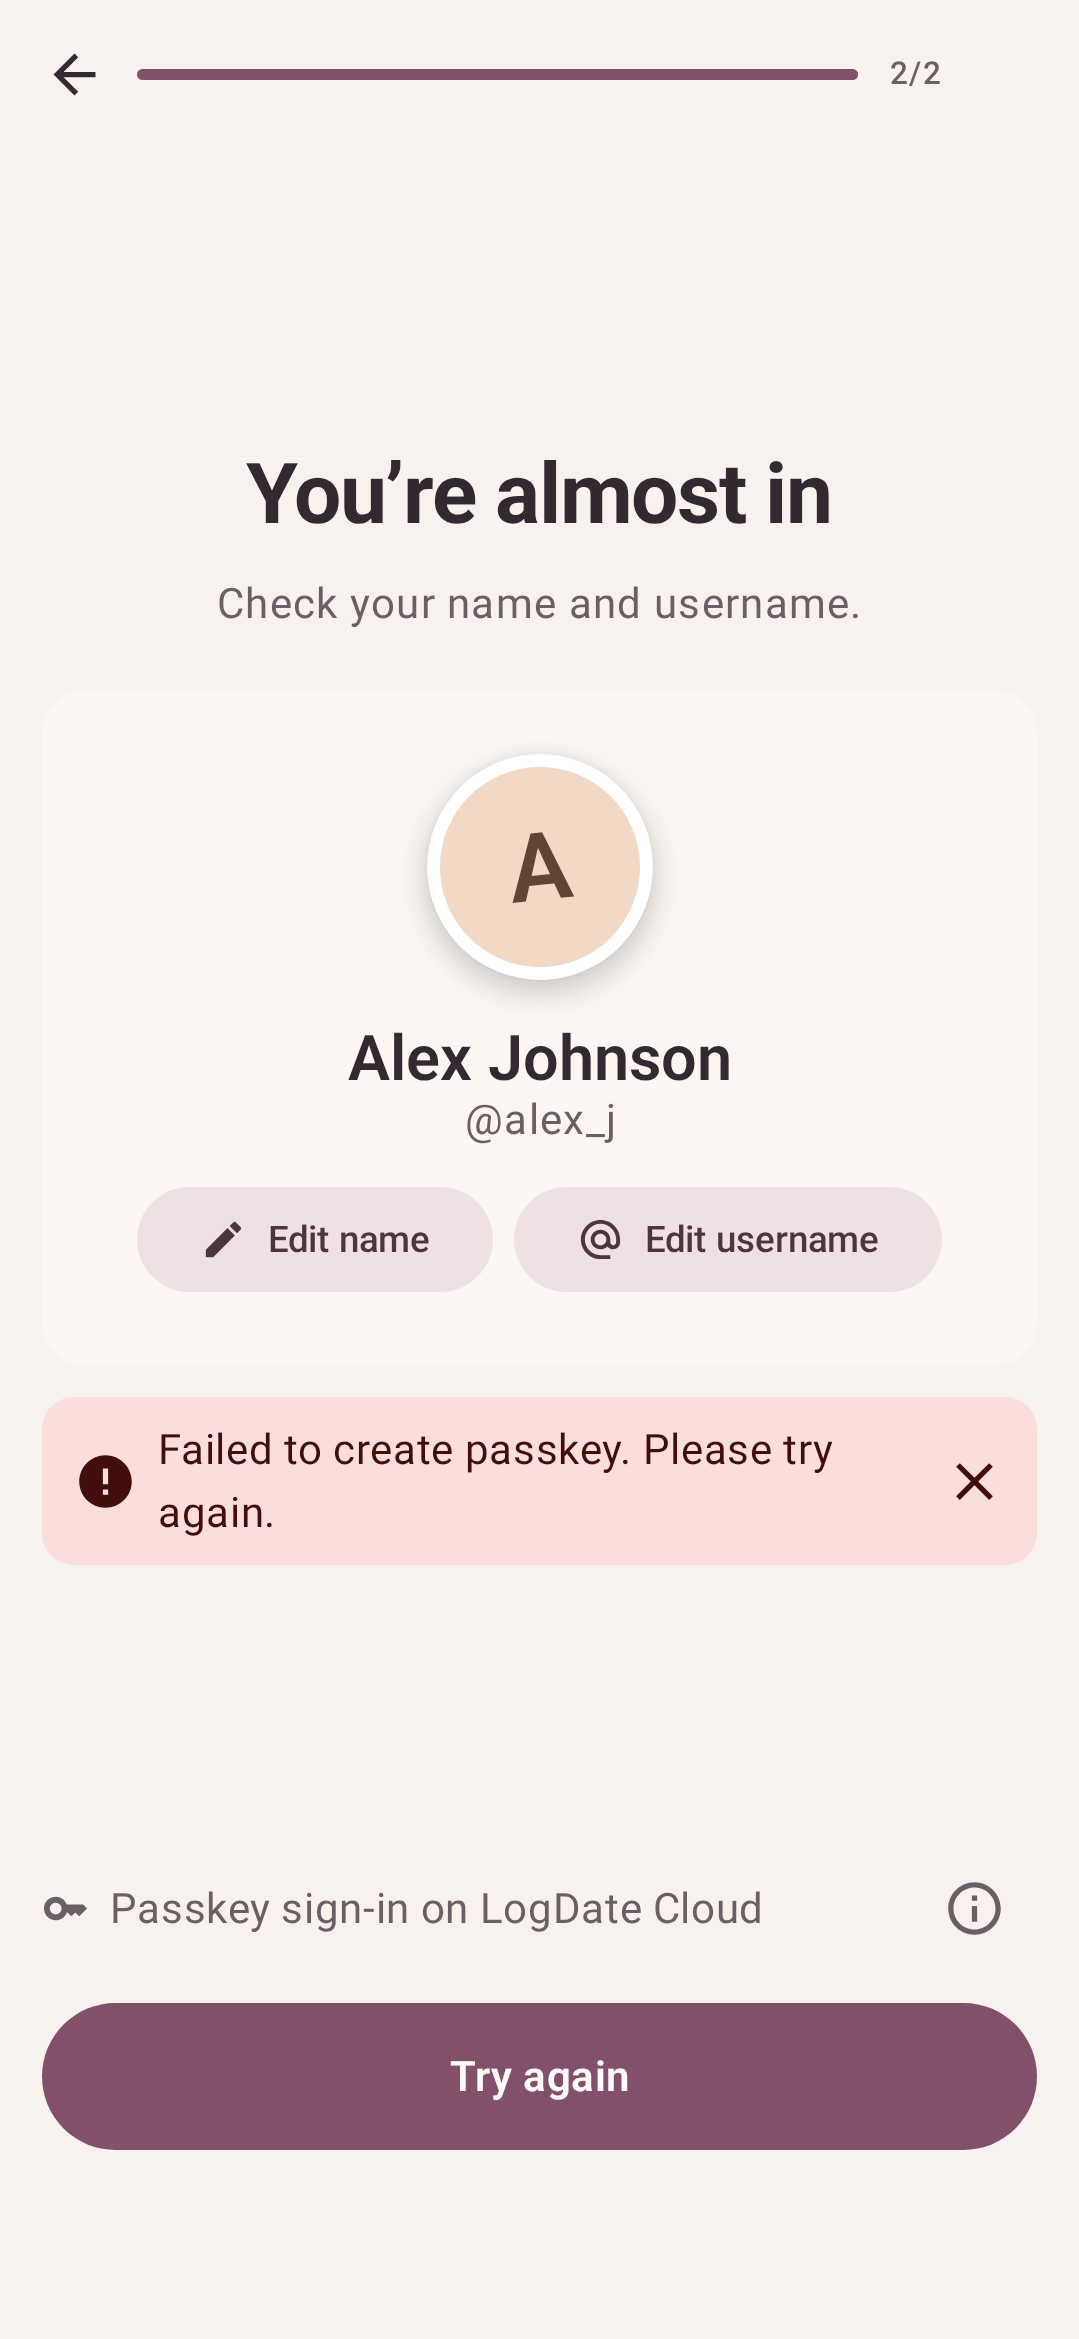 2/2
You’re almost in
Check your name and username.
A
Alex Johnson
@alex_j
Edit name
Edit username
Failed to create passkey. Please try
again.
Passkey sign-in on LogDate Cloud
Try again